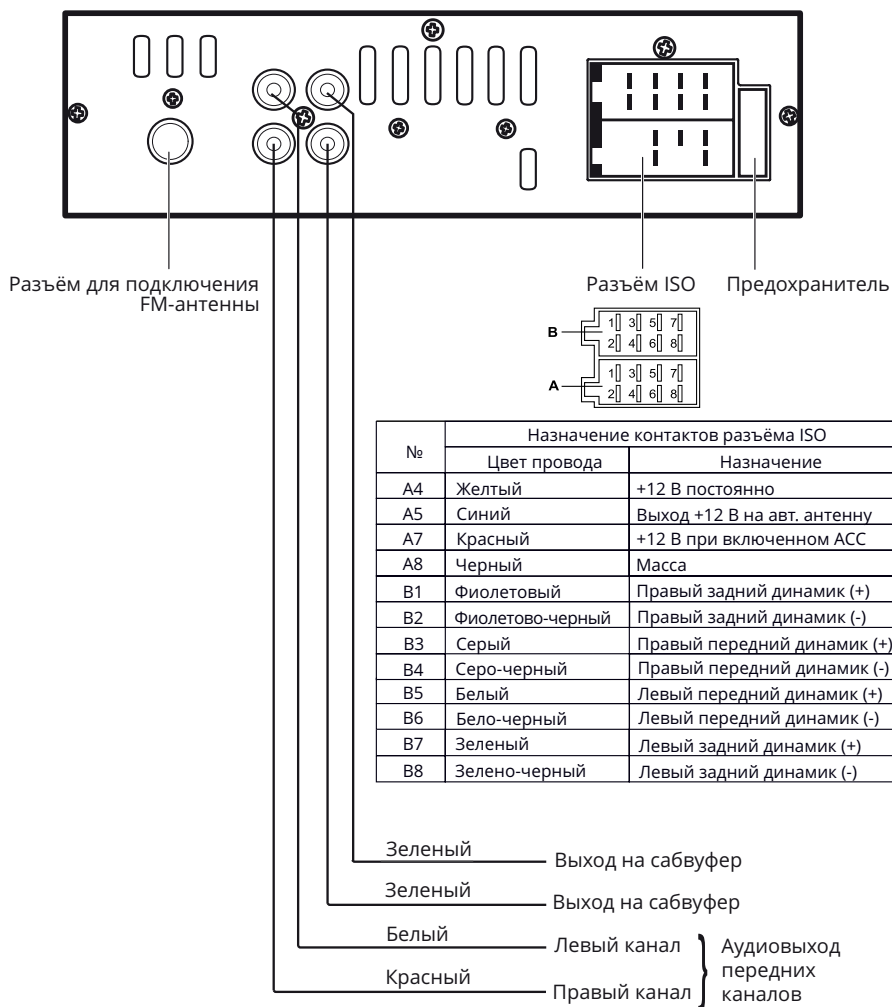 Разъём для подключения
FM-антенны
Разъём ISO
Предохранитель
B
1 3 5 7
2 4 6 8
A
1 3 5 7
2 4 6 8
№ Назначение контактов разъёма ISO
Цвет провода Назначение
A4 Желтый +12 В постоянно
A5 Синий Выход +12 В на авт. антенну
A7 Красный +12 В при включенном ACC
A8 Черный Масса
B1 Фиолетовый Правый задний динамик (+)
B2 Фиолетово-черный Правый задний динамик (-)
B3 Серый Правый передний динамик (+)
B4 Серо-черный Правый передний динамик (-)
B5 Белый Левый передний динамик (+)
B6 Бело-черный Левый передний динамик (-)
B7 Зеленый Левый задний динамик (+)
B8 Зелено-черный Левый задний динамик (-)
Зеленый Выход на сабвуфер
Зеленый Выход на сабвуфер
Белый Левый канал
Красный Правый канал
Аудиовыход
передних
каналов